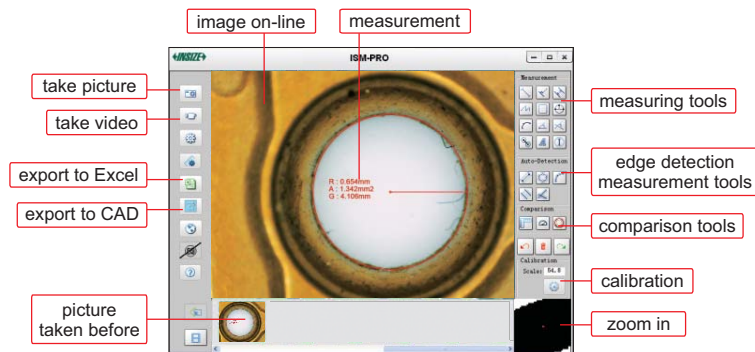 image on-line
measurement
INSIZE
ISM-PRO
take picture
take video
export to Excel
export to CAD
picture
taken before
R : 0.654mm
A : 1.342mm2
G : 4.106mm
Measurement
Auto-Detection
Comparison
Calibration
Scale: 54.8
measuring tools
edge detection
measurement tools
comparison tools
calibration
zoom in